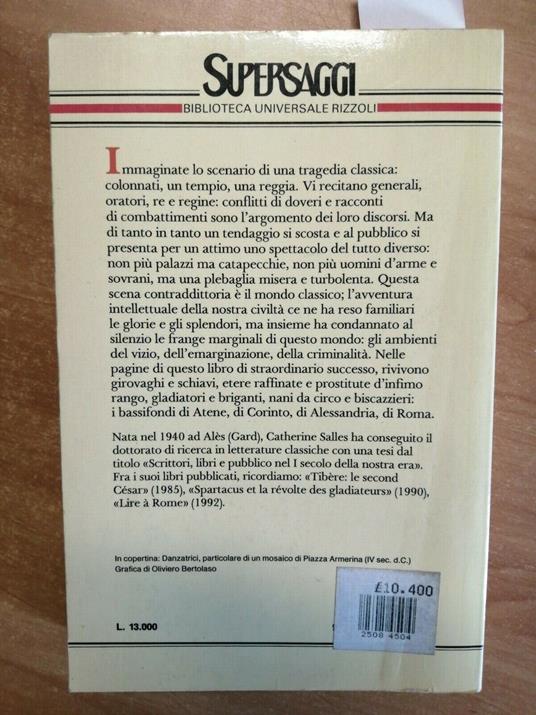 SUPERSAGGI
BIBLIOTECA UNIVERSALE RIZZOLI
Immaginate lo scenario di una tragedia classica:
colonnati, un tempio, una reggia. Vi recitano generali,
oratori, re e regine: conflitti di doveri e racconti
di combattimenti sono l'argomento dei loro discorsi. Ma
di tanto in tanto un tendaggio si scosta e al pubblico si
presenta per un attimo uno spettacolo del tutto diverso:
non più palazzi ma catapecchie, non più uomini d'arme e
sovrani, ma una plebaglia misera e turbolenta. Questa
scena contraddittoria è il mondo classico; l'avventura
intellettuale della nostra civiltà ce ne ha reso familiari
le glorie e gli splendori, ma insieme ha condannato al
silenzio le frange marginali di questo mondo: gli ambienti
del vizio, dell'emarginazione, della criminalità. Nelle
pagine di questo libro di straordinario successo, rivivono
girovaghi e schiavi, etere raffinate e prostitute d'infimo
rango, gladiatori e briganti, nani da circo e biscazzieri:
i bassifondi di Atene, di Corinto, di Alessandria, di Roma.
Nata nel 1940 ad Alès (Gard), Catherine Salles ha conseguito il
dottorato di ricerca in letterature classiche con una tesi dal
titolo «Scrittori, libri e pubblico nel I secolo della nostra era».
Fra i suoi libri pubblicati, ricordiamo: «Tibère: le second
César» (1985), «Spartacus et la révolte des gladiateurs» (1990),
«Lire à Rome» (1992).
In copertina: Danzatrici, particolare di un mosaico di Piazza Armerina (IV sec. d.C.)
Grafica di Oliviero Bertolaso
£10.400
L. 13.000
2508 4504